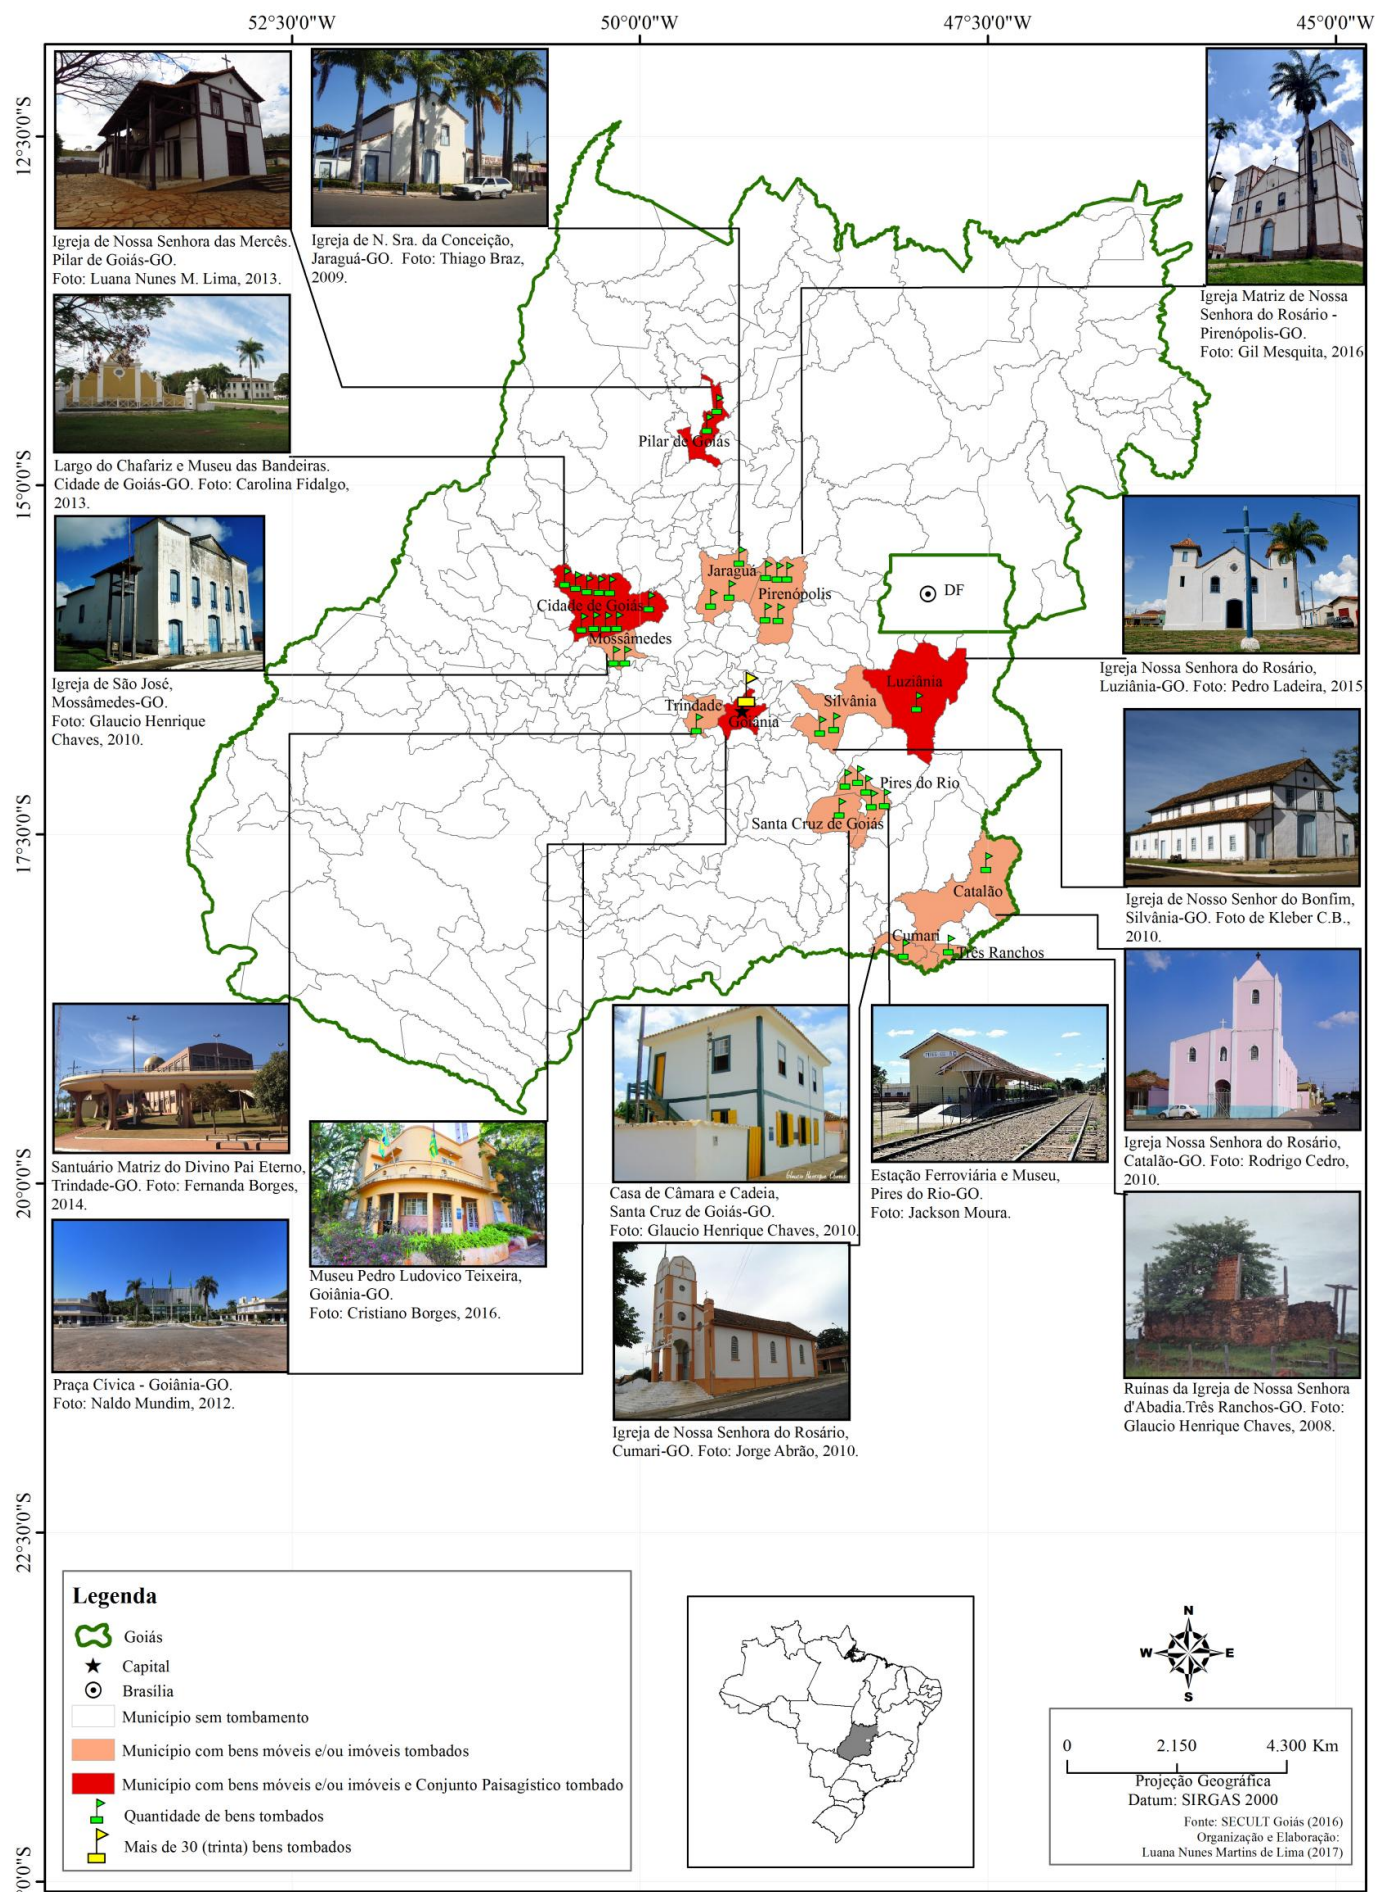 52°30'0"W
50°0'0"W
47°30'0"W
45°0'0"W
12°30'0"S
15°0'0"S
17°30'0"S
20°0'0"S
22°30'0"S
Igreja de Nossa Senhora das Mercês.
Pilar de Goiás-GO.
Foto: Luana Nunes M. Lima, 2013.
Igreja de N. Sra. da Conceição,
Jaraguá-GO. Foto: Thiago Braz,
2009.
Igreja Matriz de Nossa
Senhora do Rosário -
Pirenópolis-GO.
Foto: Gil Mesquita, 2016
Largo do Chafariz e Museu das Bandeiras.
Cidade de Goiás-GO. Foto: Carolina Fidalgo,
2013.
Igreja de São José,
Mossâmedes-GO.
Foto: Glaucio Henrique
Chaves, 2010.
Pilar de Goiás
Jaraguá
Pirenópolis
DF
Cidade de Goiás
Mossâmedes
Luziânia
Trindade
Goiânia
Silvânia
Pires do Rio
Santa Cruz de Goiás
Catalão
Cumari
Três Ranchos
Igreja Nossa Senhora do Rosário,
Luziânia-GO. Foto: Pedro Ladeira, 2015.
Igreja de Nosso Senhor do Bonfim,
Silvânia-GO. Foto de Kleber C.B.,
2010.
Igreja Nossa Senhora do Rosário,
Catalão-GO. Foto: Rodrigo Cedro,
2010.
Ruínas da Igreja de Nossa Senhora
d'Abadia.Três Ranchos-GO. Foto:
Glaucio Henrique Chaves, 2008.
Santuário Matriz do Divino Pai Eterno,
Trindade-GO. Foto: Fernanda Borges,
2014.
Praça Cívica - Goiânia-GO.
Foto: Naldo Mundim, 2012.
Museu Pedro Ludovico Teixeira,
Goiânia-GO.
Foto: Cristiano Borges, 2016.
Glaucio Henrique Chaves
Casa de Câmara e Cadeia,
Santa Cruz de Goiás-GO.
Foto: Glaucio Henrique Chaves, 2010.
Estação Ferroviária e Museu,
Pires do Rio-GO.
Foto: Jackson Moura.
Igreja de Nossa Senhora do Rosário,
Cumari-GO. Foto: Jorge Abrão, 2010.
Legenda
Goiás
Capital
Brasília
Município sem tombamento
Município com bens móveis e/ou imóveis tombados
Município com bens móveis e/ou imóveis e Conjunto Paisagístico tombado
Quantidade de bens tombados
Mais de 30 (trinta) bens tombados
N
W E
S
0 2.150 4.300 Km
Projeção Geográfica
Datum: SIRGAS 2000
Fonte: SECULT Goiás (2016)
Organização e Elaboração:
Luana Nunes Martins de Lima (2017)